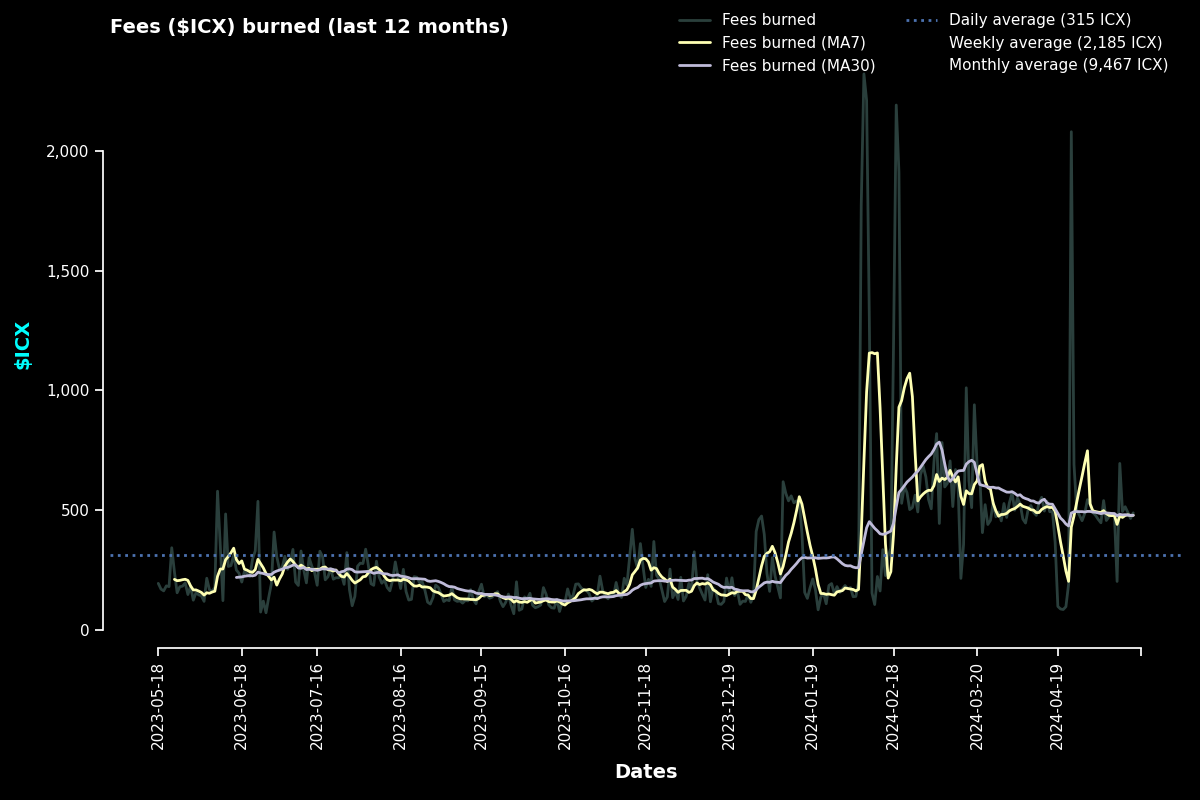 Fees ($ICX) burned (last 12 months)
Fees burned
Fees burned (MA7)
Fees burned (MA30)
Daily average (315 ICX)
Weekly average (2,185 ICX)
Monthly average (9,467 ICX)
2,000
1,500
1,000
500
0
$ICX
2023-05-18
2023-06-18
2023-07-16
2023-08-16
2023-09-15
2023-10-16
2023-11-18
2023-12-19
2024-01-19
2024-02-18
2024-03-20
2024-04-19
Dates